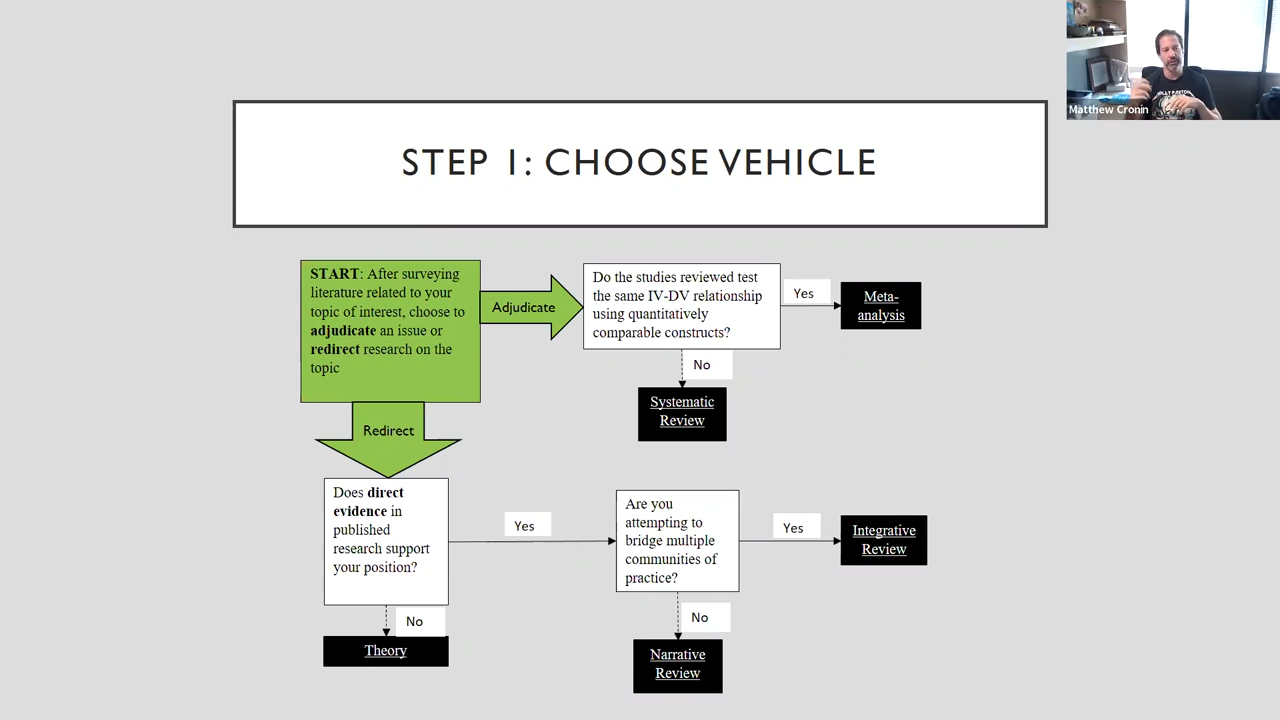 STEP 1: CHOOSE VEHICLE
Matthew Cronin
START: After surveying
literature related to your
topic of interest, choose to
adjudicate an issue or
redirect research on the
topic
Adjudicate
Do the studies reviewed test
the same IV-DV relationship
using quantitatively
comparable constructs?
Yes
Meta-
analysis
No
Systematic
Review
Redirect
Does direct
evidence in
published
research support
your position?
Yes
Are you
attempting to
bridge multiple
communities of
practice?
Yes
Integrative
Review
No
Theory
No
Narrative
Review